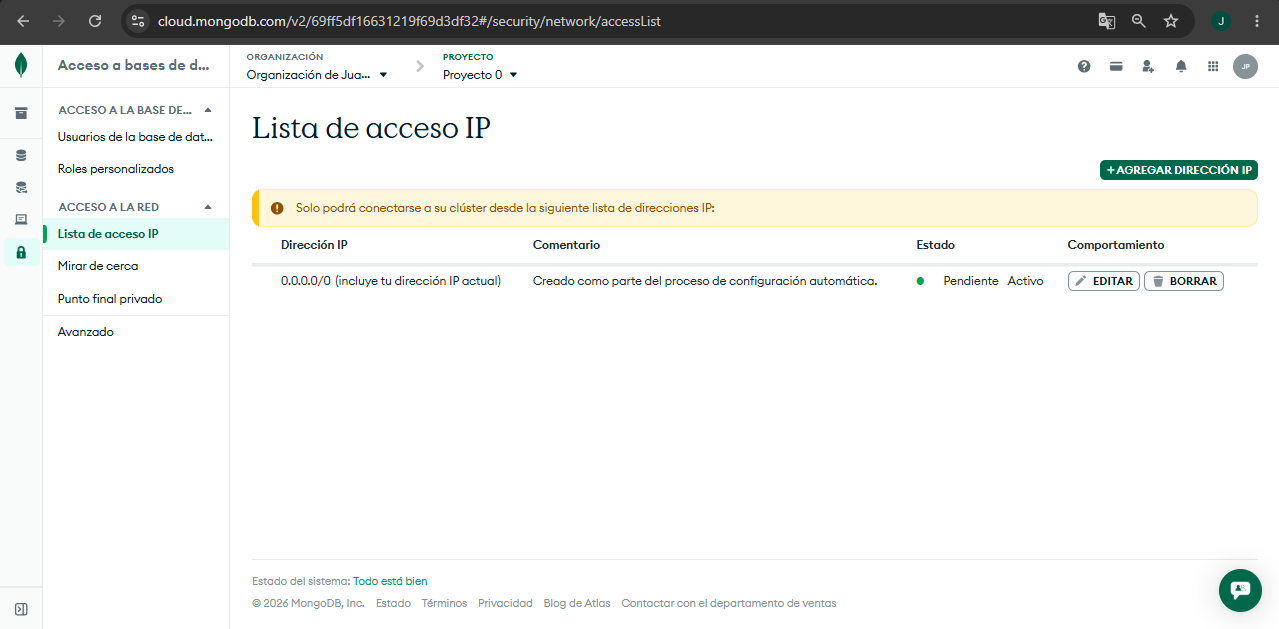 cloud.mongodb.com/v2/69ff5df16631219f69d3df32#/security/network/accessList
J
Acceso a bases de d...
ORGANIZACIÓN
Organización de Jua...
PROYECTO
Proyecto 0
JP
ACCESO A LA BASE DE...
Usuarios de la base de dat...
Roles personalizados
ACCESO A LA RED
Lista de acceso IP
Mirar de cerca
Punto final privado
Avanzado
Lista de acceso IP
+ AGREGAR DIRECCIÓN IP
Solo podrá conectarse a su clúster desde la siguiente lista de direcciones IP:
Dirección IP Comentario Estado Comportamiento
0.0.0.0/0 (incluye tu dirección IP actual) Creado como parte del proceso de configuración automática. Pendiente Activo EDITAR BORRAR
Estado del sistema: Todo está bien
© 2026 MongoDB, Inc. Estado Términos Privacidad Blog de Atlas Contactar con el departamento de ventas